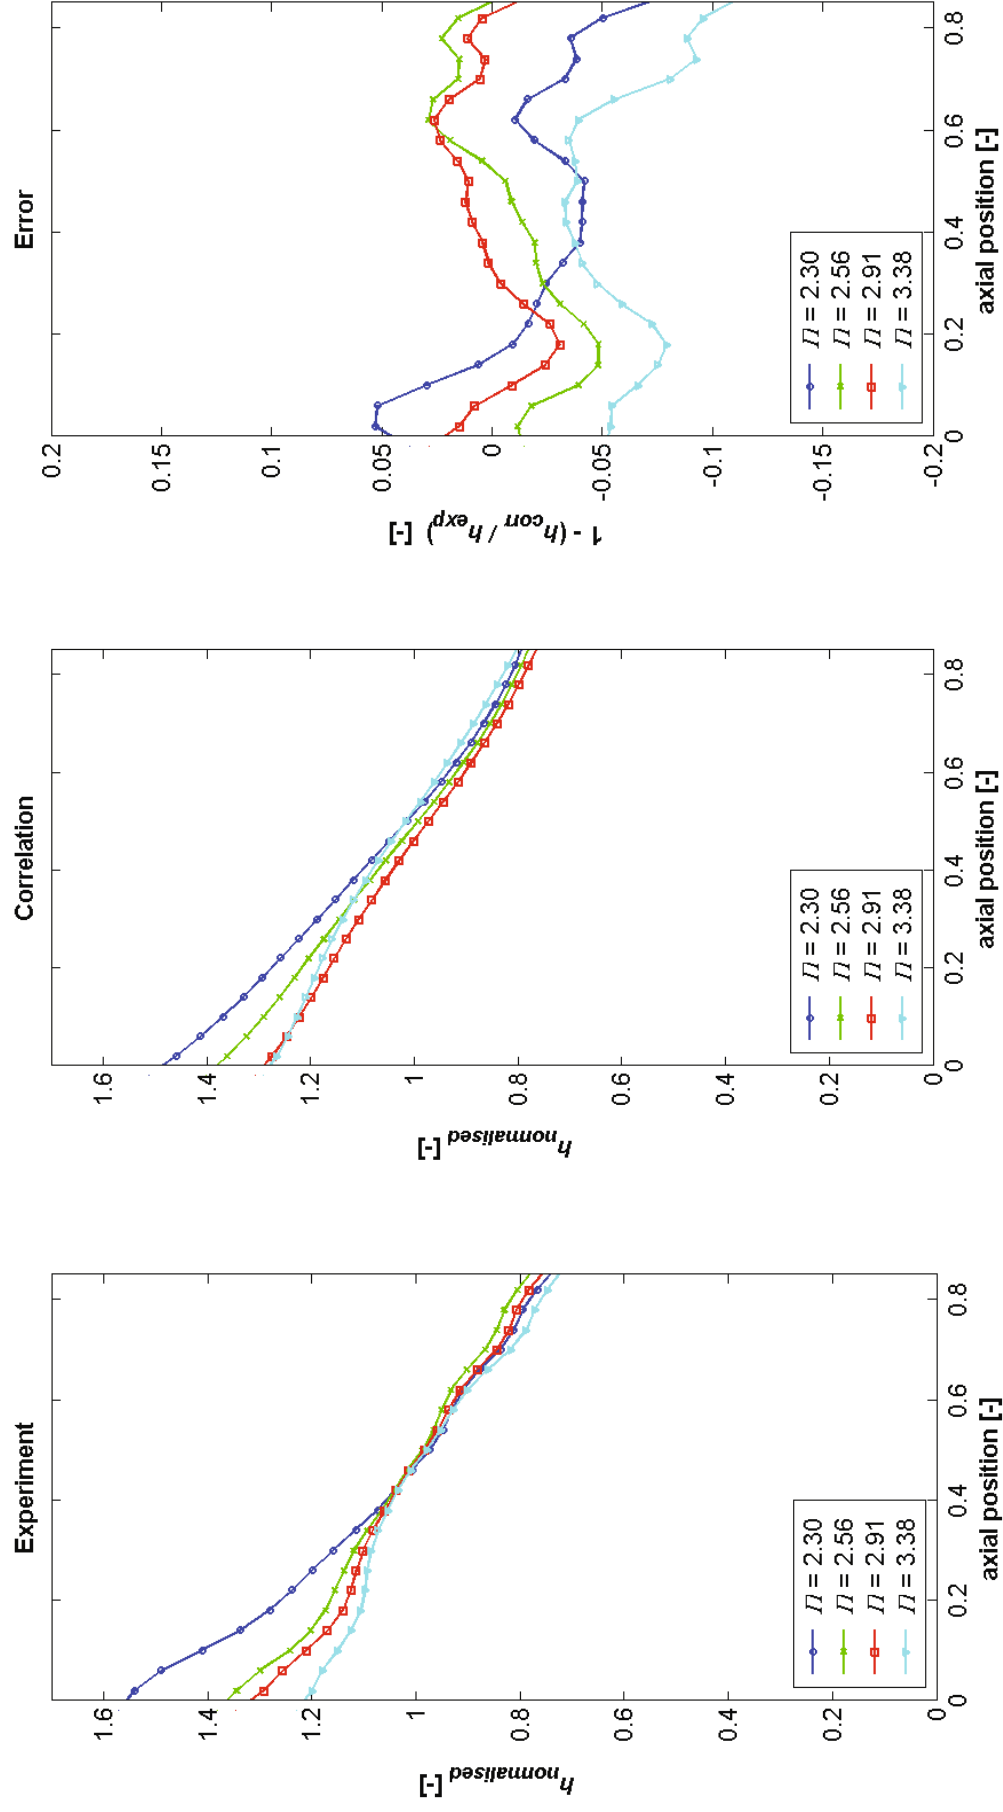 Experiment
h normalised [-]
1.6
1.4
1.2
1
0.8
0.6
0.4
0.2
0
0
0.2
0.4
0.6
0.8
axial position [-]
Π = 2.30
Π = 2.56
Π = 2.91
Π = 3.38
Correlation
h normalised [-]
1.6
1.4
1.2
1
0.8
0.6
0.4
0.2
0
0
0.2
0.4
0.6
0.8
axial position [-]
Π = 2.30
Π = 2.56
Π = 2.91
Π = 3.38
Error
1 - (h corr / h exp) [-]
0.2
0.15
0.1
0.05
0
-0.05
-0.1
-0.15
-0.2
0
0.2
0.4
0.6
0.8
axial position [-]
Π = 2.30
Π = 2.56
Π = 2.91
Π = 3.38